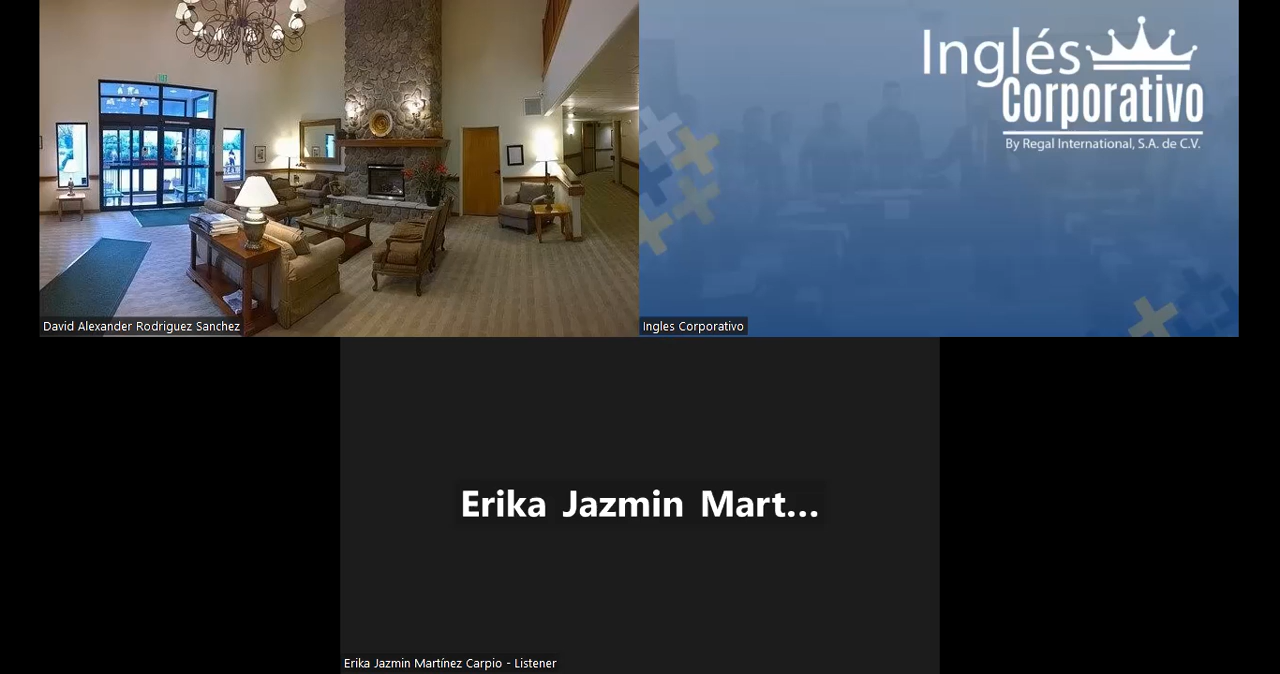 Inglés
Corporativo
By Regal International, S.A. de C.V.
David Alexander Rodriguez Sanchez
Ingles Corporativo
Erika Jazmin Mart...
Erika Jazmin Martínez Carpio - Listener